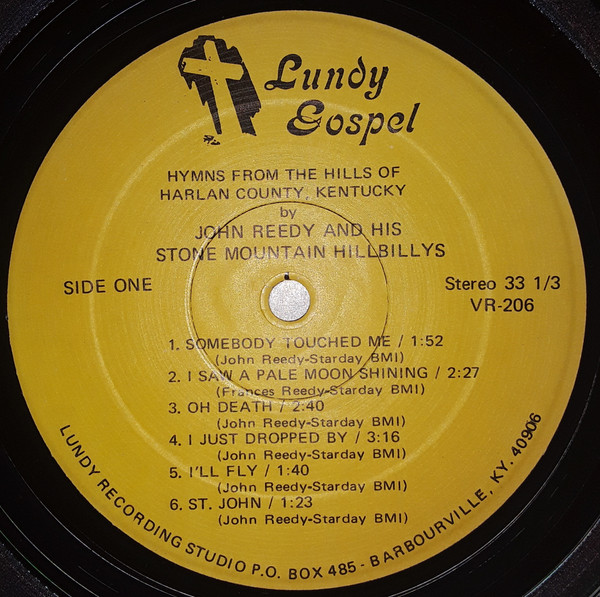 Lundy
Gospel
HYMNS FROM THE HILLS OF
HARLAN COUNTY, KENTUCKY
by
JOHN REEDY AND HIS
STONE MOUNTAIN HILLBILLYS
SIDE ONE
Stereo 33 1/3
VR-206
1. SOMEBODY TOUCHED ME / 1:52
(John Reedy-Starday BMI)
2. I SAW A PALE MOON SHINING / 2:27
(Frances Reedy-Starday BMI)
3. OH DEATH / 2:40
(John Reedy-Starday BMI)
4. I JUST DROPPED BY / 3:16
(John Reedy-Starday BMI)
5. I'LL FLY / 1:40
(John Reedy-Starday BMI)
6. ST. JOHN / 1:23
(John Reedy-Starday BMI)
LUNDY RECORDING STUDIO P.O. BOX 485 - BARBOURVILLE, KY. 40906